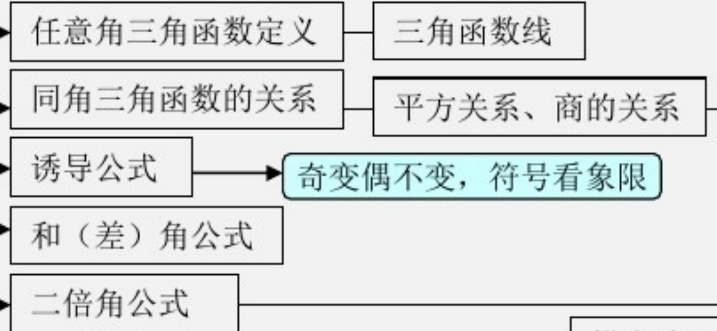 任意角三角函数定义
三角函数线
同角三角函数的关系
平方关系、商的关系
诱导公式
奇变偶不变，符号看象限
和（差）角公式
二倍角公式